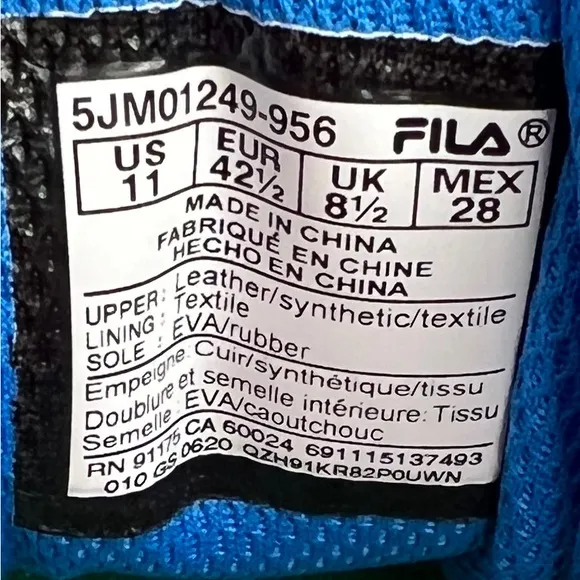 5JM01249-956 FILA®
US EUR UK MEX
11 42½ 8½ 28
MADE IN CHINA
FABRIQUÉ EN CHINE
HECHO EN CHINA
UPPER: Leather/synthetic/textile
LINING: Textile
SOLE : EVA/rubber
Empeigne: Cuir/synthétique/tissu
Doublure et semelle intérieure: Tissu
Semelle: EVA/caoutchouc
RN 91175 CA 60024 691115137493
010 GS 0620 QZH91KR82P0UWN